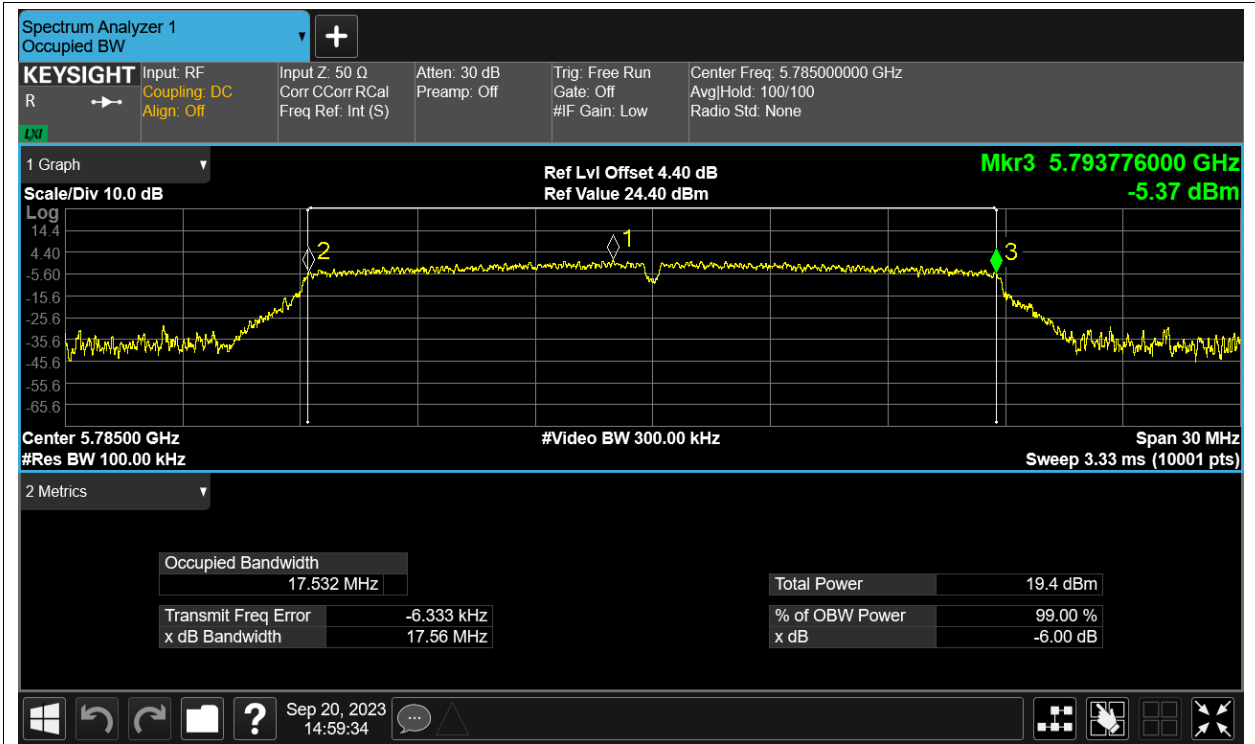 Spectrum Analyzer 1
Occupied BW
KEYSIGHT
R
LXI
Input: RF
Coupling: DC
Align: Off
Input Z: 50 Ω
Corr CCorr RCal
Freq Ref: Int (S)
Atten: 30 dB
Preamp: Off
Trig: Free Run
Gate: Off
#IF Gain: Low
Center Freq: 5.785000000 GHz
Avg|Hold: 100/100
Radio Std: None
1 Graph
Scale/Div 10.0 dB
Ref Lvl Offset 4.40 dB
Ref Value 24.40 dBm
Mkr3 5.793776000 GHz
-5.37 dBm
Log
14.4
4.40
-5.60
-15.6
-25.6
-35.6
-45.6
-55.6
-65.6
2
1
3
Center 5.78500 GHz
#Res BW 100.00 kHz
#Video BW 300.00 kHz
Span 30 MHz
Sweep 3.33 ms (10001 pts)
2 Metrics
Occupied Bandwidth
17.532 MHz
Transmit Freq Error -6.333 kHz
x dB Bandwidth 17.56 MHz
Total Power 19.4 dBm
% of OBW Power 99.00 %
x dB -6.00 dB
?
Sep 20, 2023
14:59:34